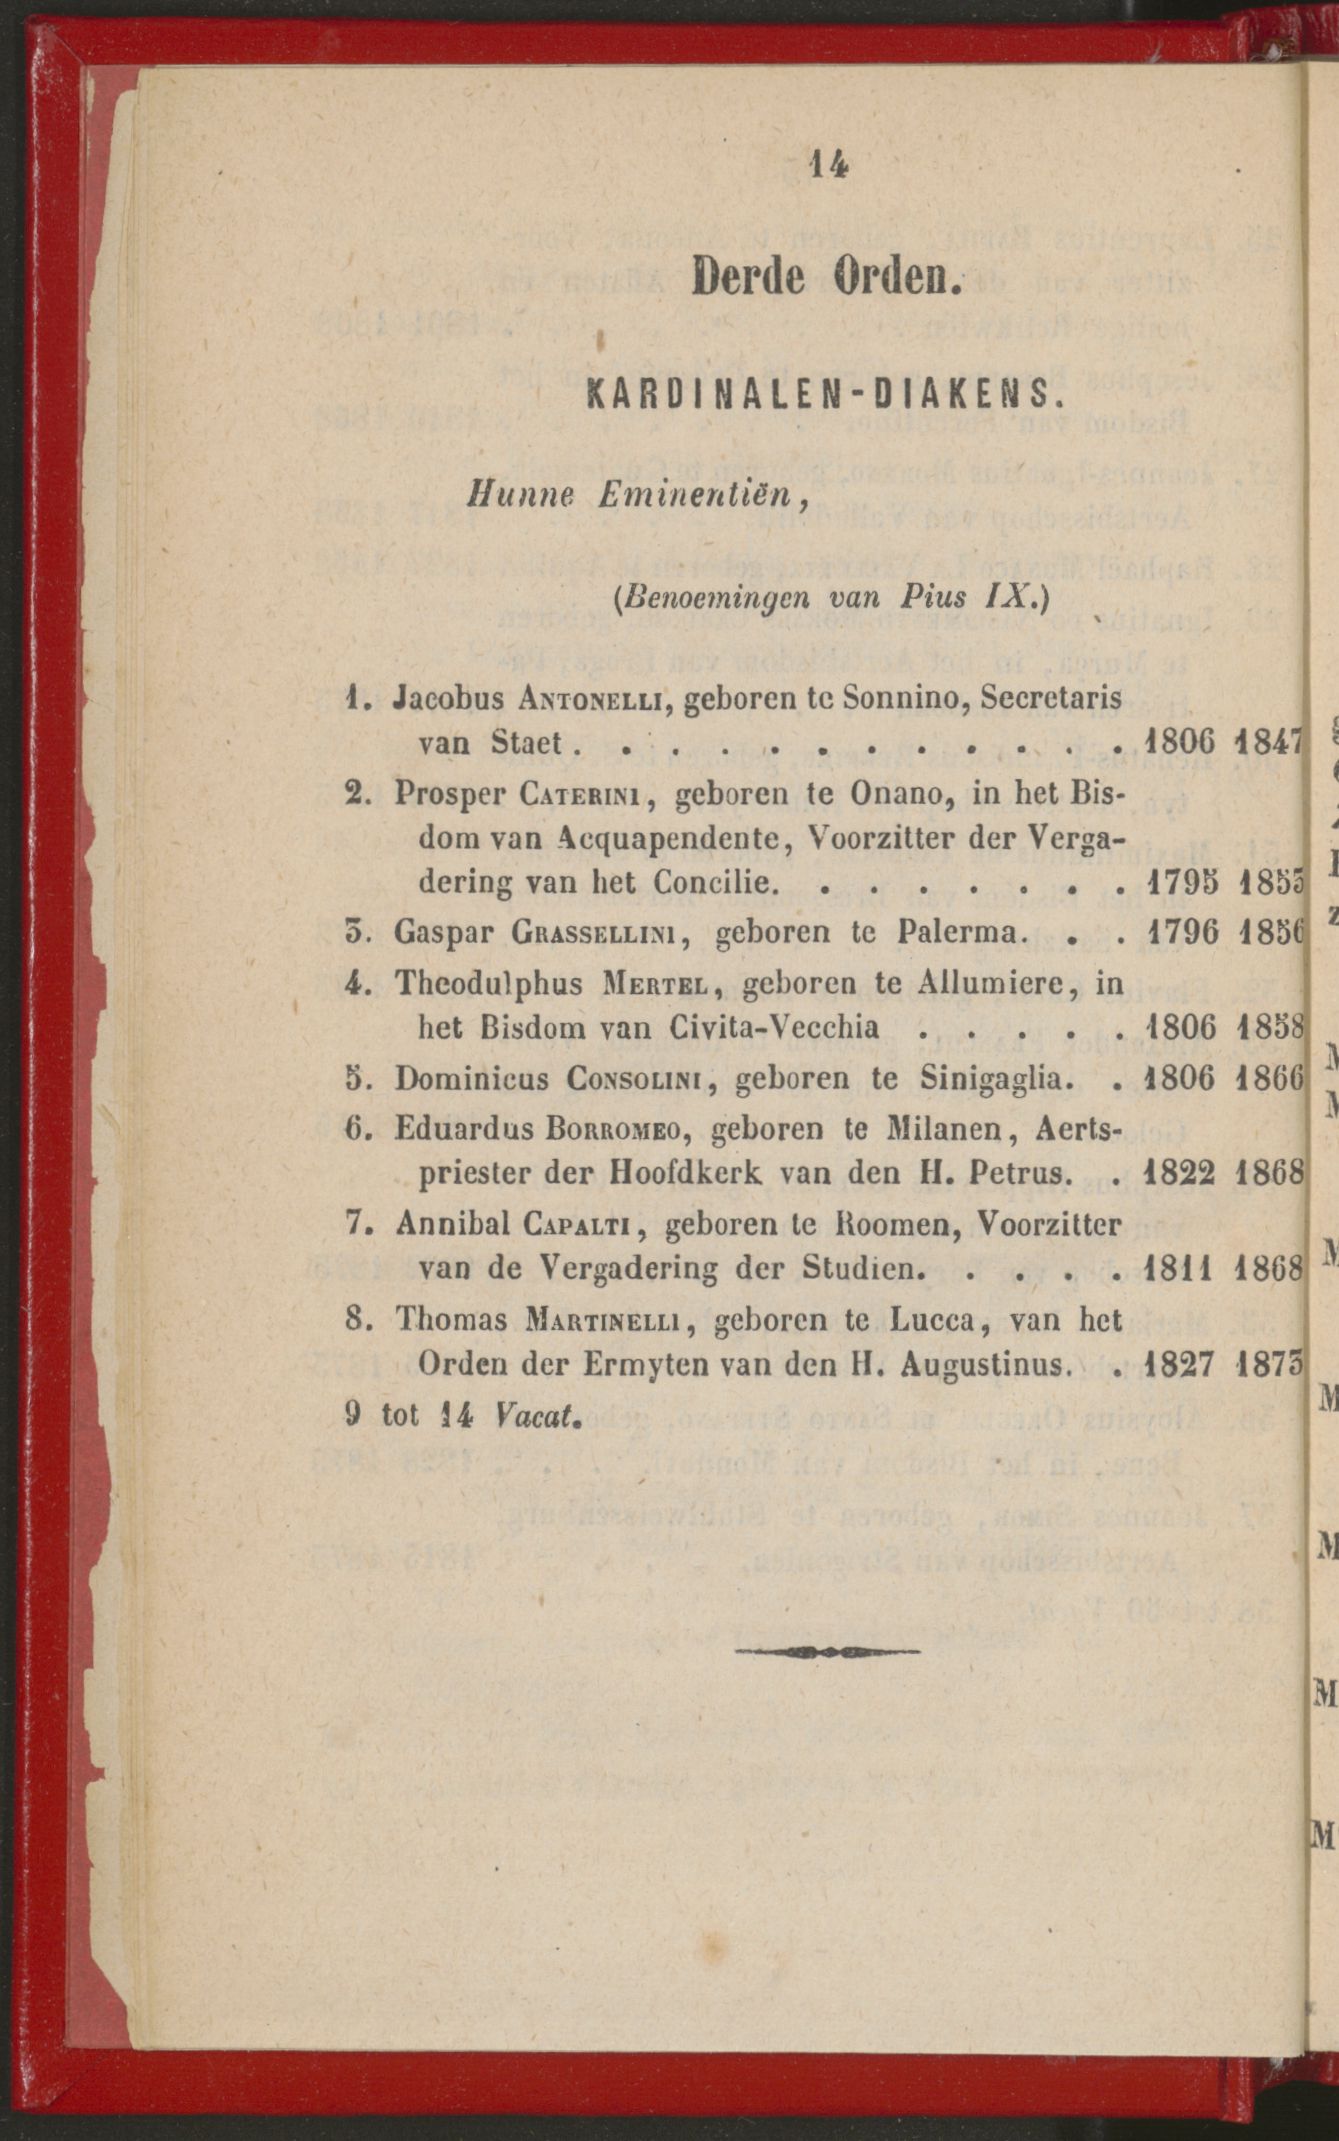 14
Derde Orden.
KARDINALEN-DIAKENS.
Hunne Eminentiën,
(Benoemingen van Pius IX.)
1. Jacobus ANTONELLI, geboren te Sonnino, Secretaris
van Staet . . . . . . . . . . . . 1806 1847
2. Prosper CATERINI, geboren te Onano, in het Bis-
dom van Acquapendente, Voorzitter der Verga-
dering van het Concilie. . . . . . . . 1795 1853
3. Gaspar GRASSELLINI, geboren te Palerma. . . 1796 1856
4. Theodulphus MERTEL, geboren te Allumiere, in
het Bisdom van Civita-Vecchia . . . . . 1806 1858
5. Dominicus CONSOLINI, geboren te Sinigaglia. . 1806 1866
6. Eduardus BORROMEO, geboren te Milanen, Aerts-
priester der Hoofdkerk van den H. Petrus. . 1822 1868
7. Annibal CAPALTI, geboren te Roomen, Voorzitter
van de Vergadering der Studien. . . . . 1811 1868
8. Thomas MARTINELLI, geboren te Lucca, van het
Orden der Ermyten van den H. Augustinus. . 1827 1873
9 tot 14 Vacat.